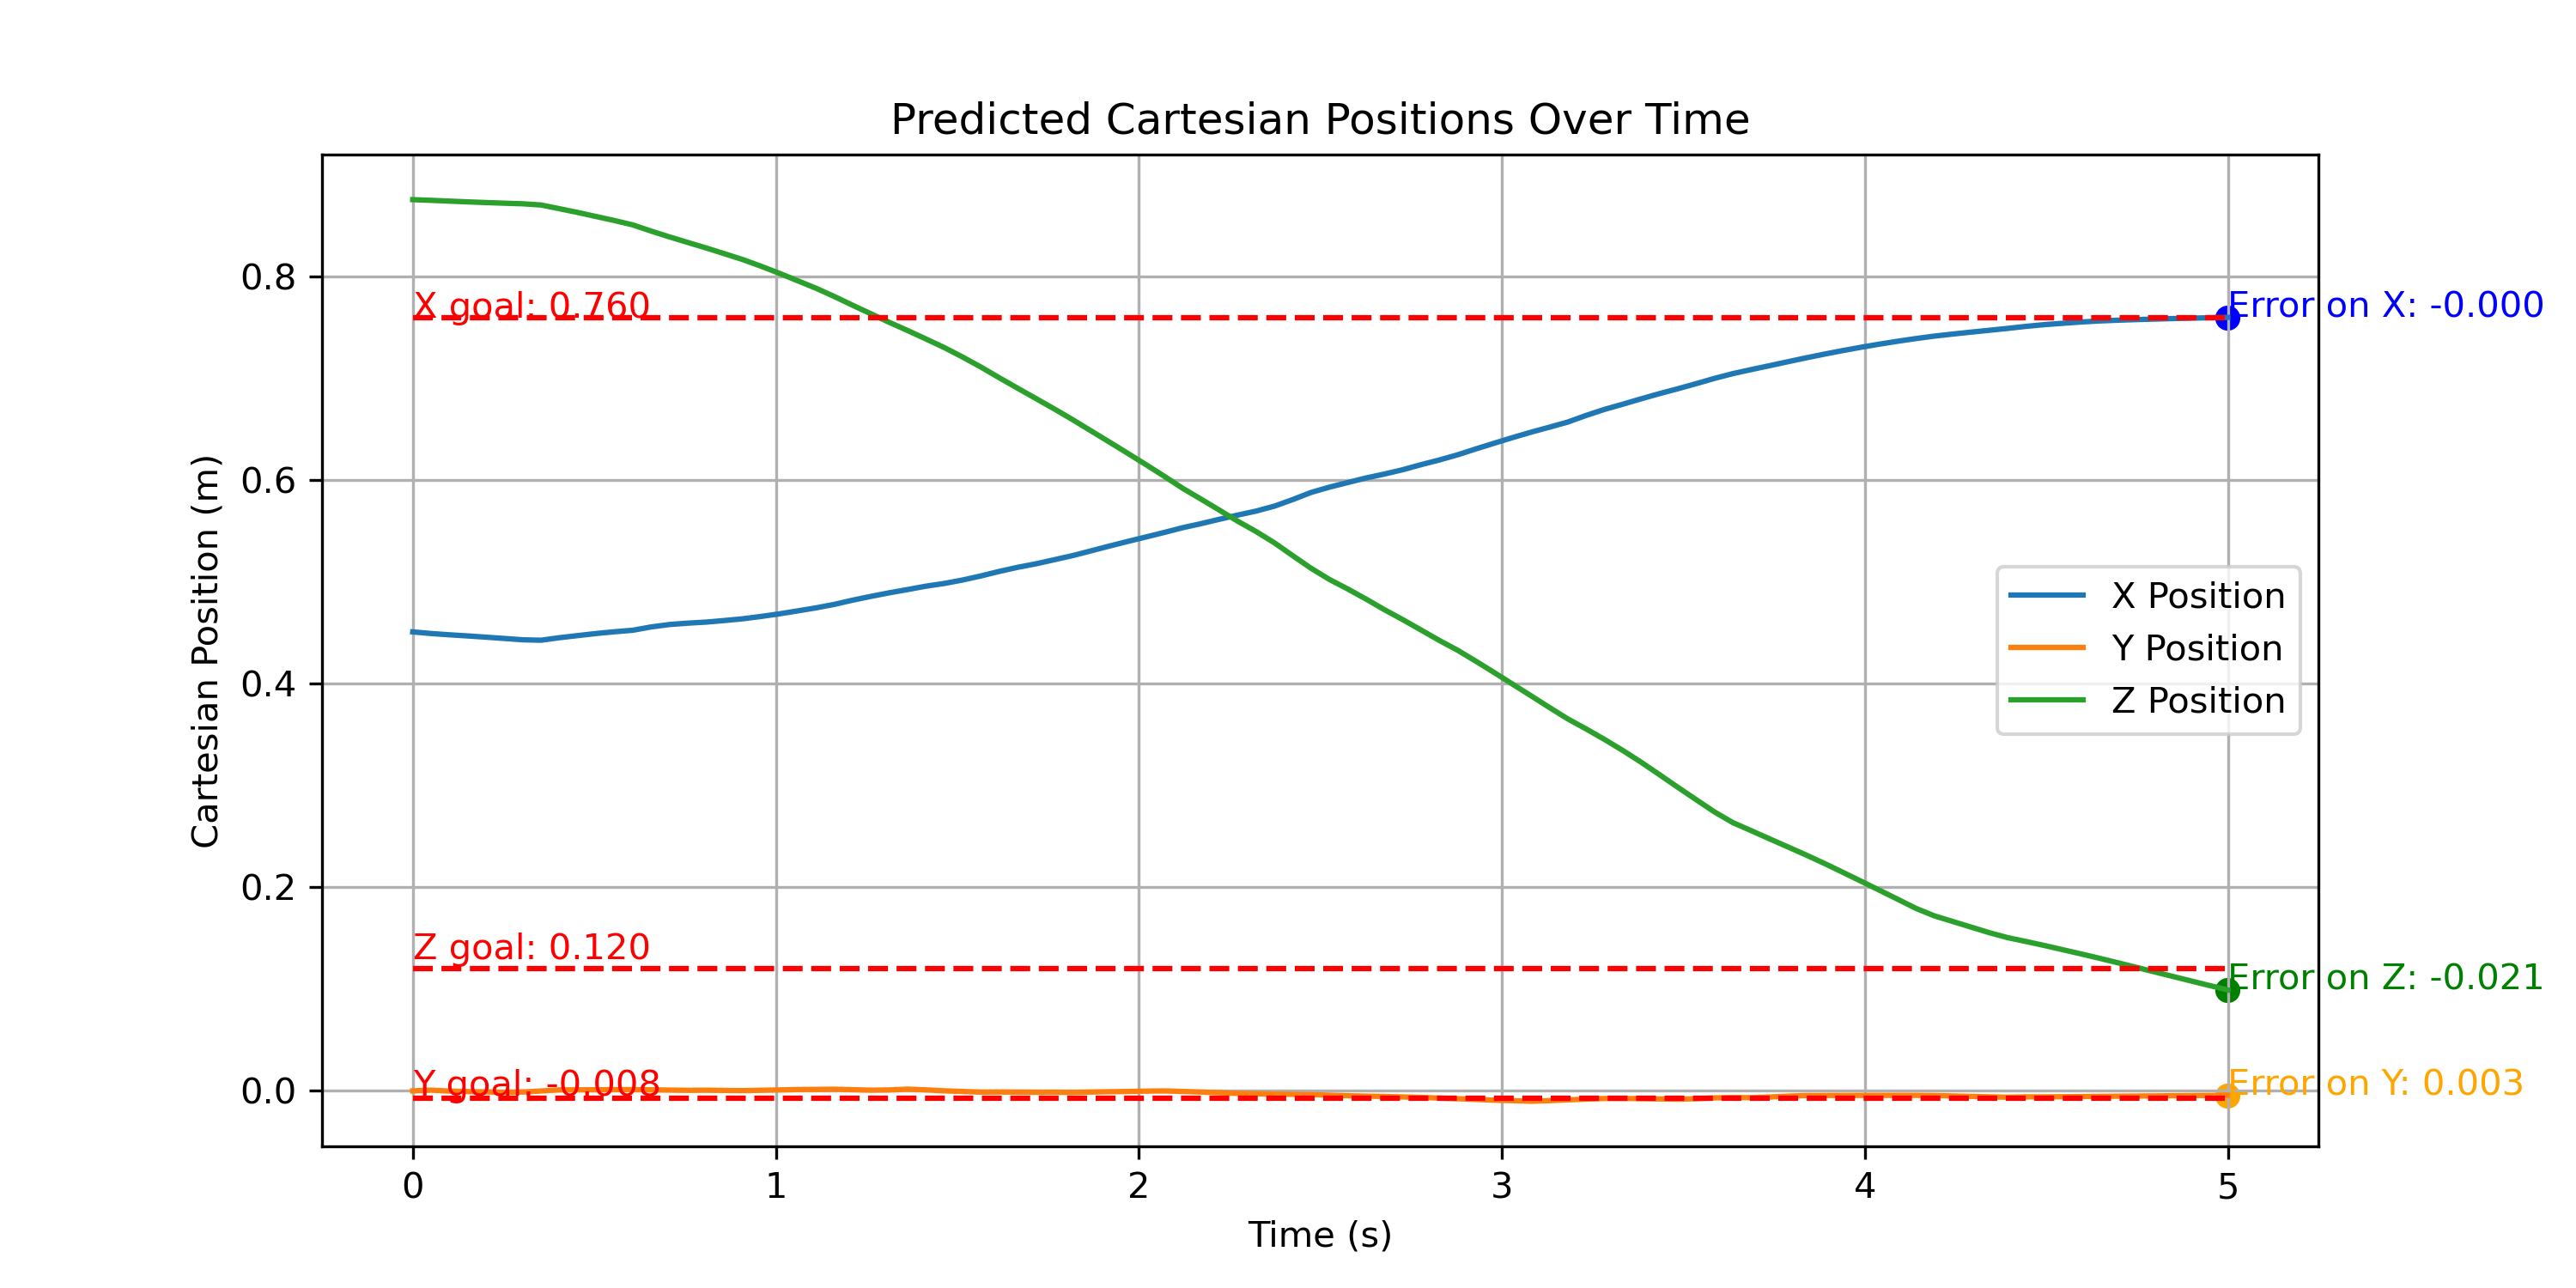 Predicted Cartesian Positions Over Time
Cartesian Position (m)
0.8
0.6
0.4
0.2
0.0
X goal: 0.760
Error on X: -0.000
X Position
Y Position
Z Position
Z goal: 0.120
Error on Z: -0.021
Y goal: -0.008
Error on Y: 0.003
0 1 2 3 4 5
Time (s)